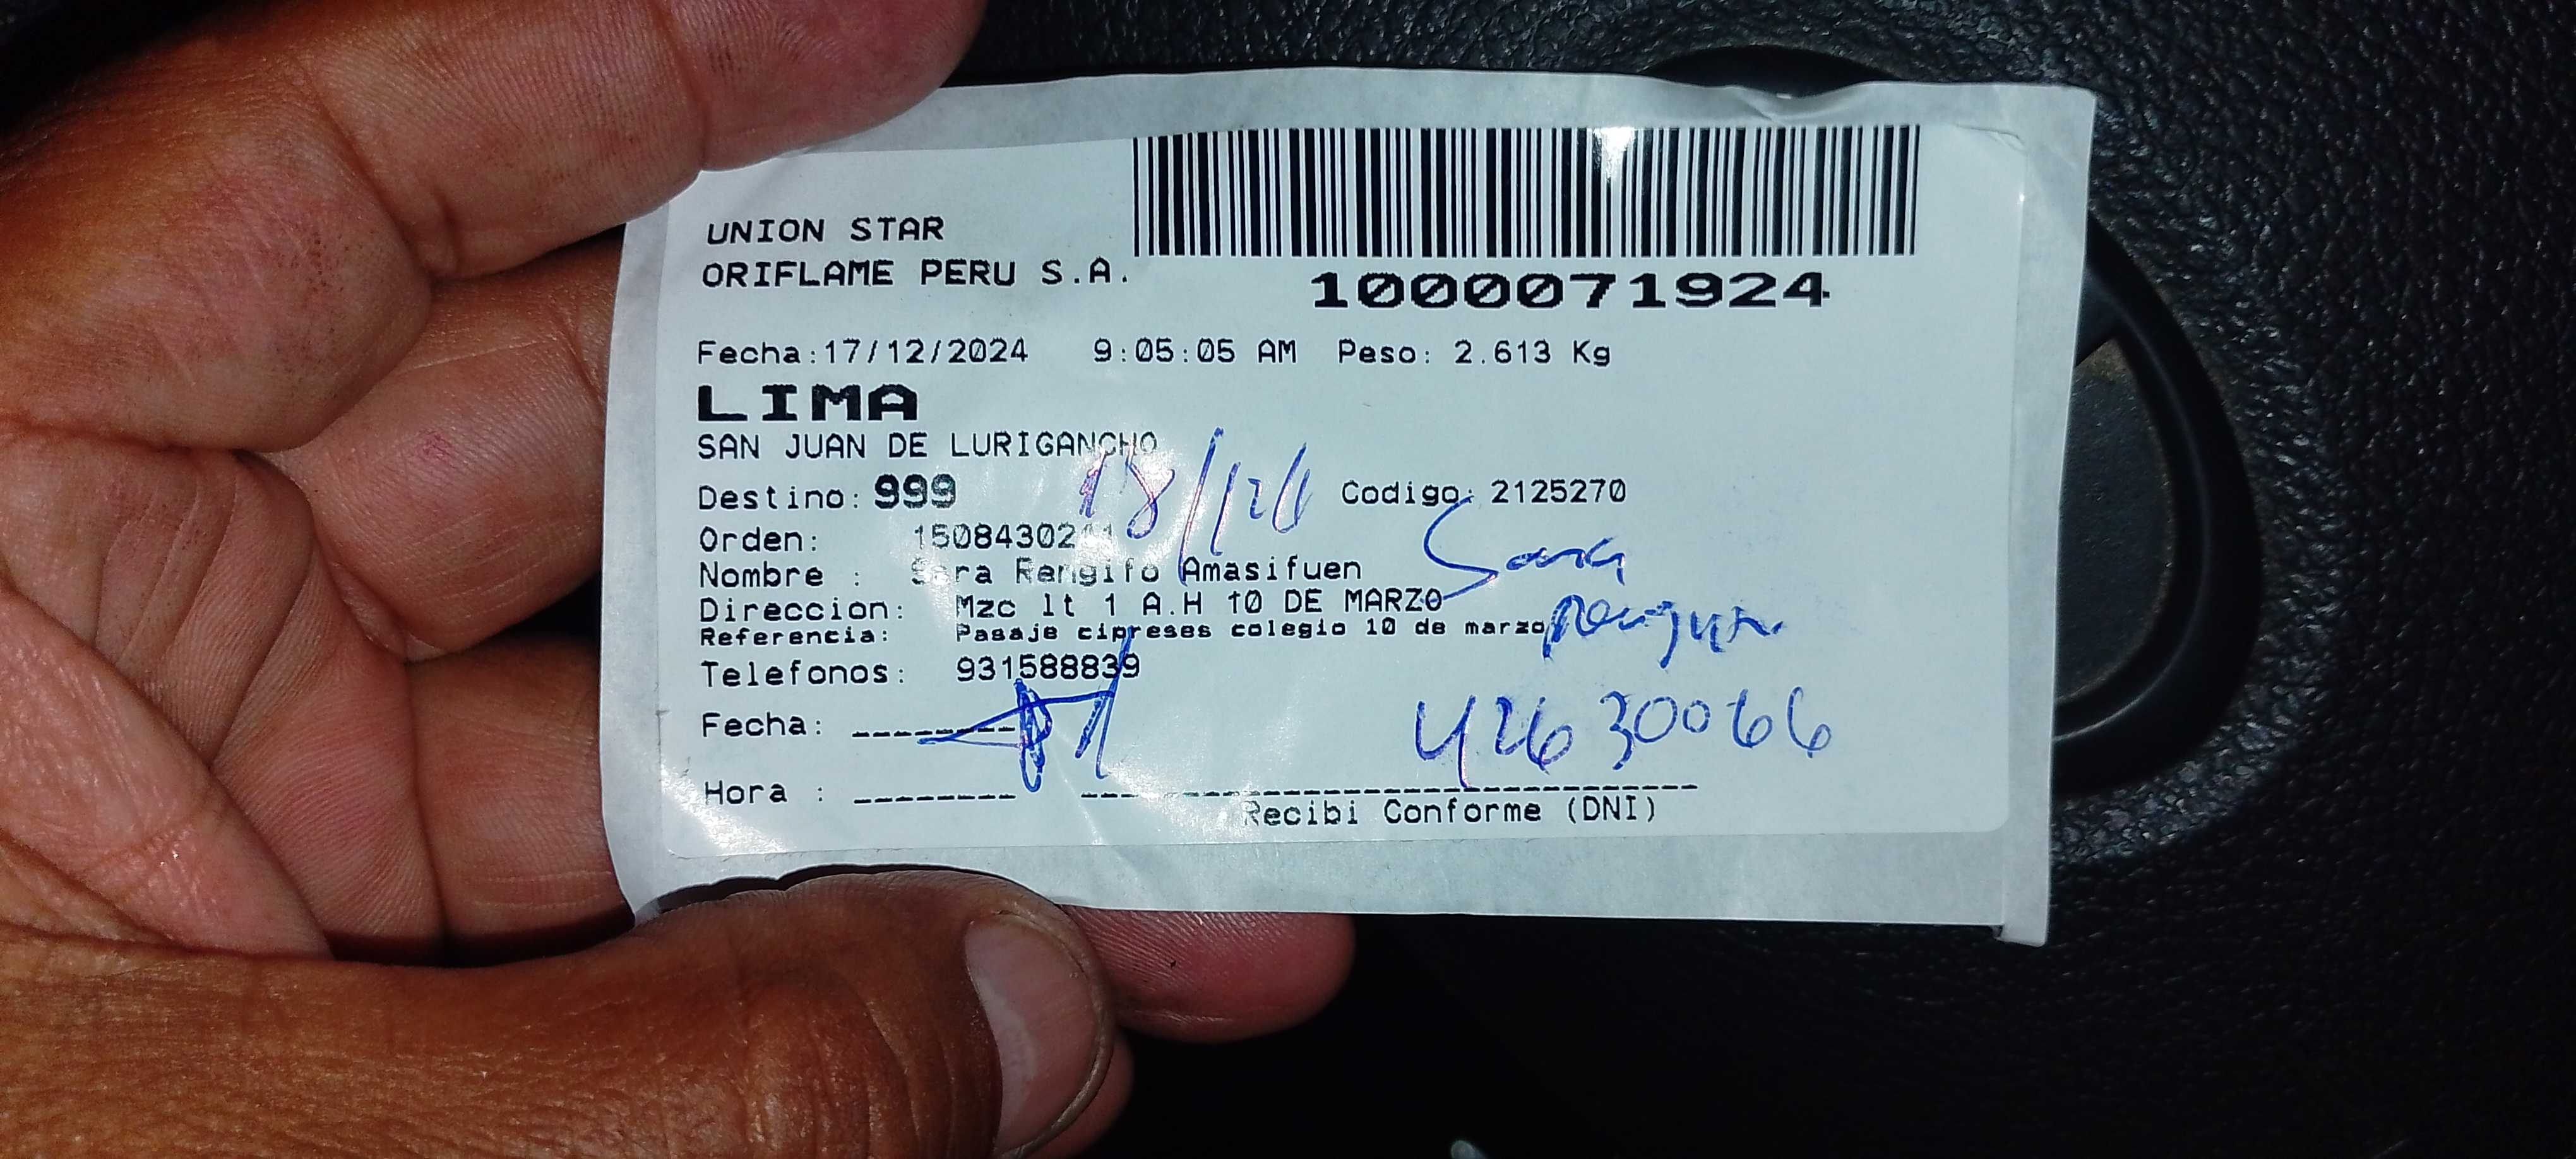 UNION STAR
ORIFLAME PERU S.A.
1000071924
Fecha:17/12/2024 9:05:05 AM Peso: 2.613 Kg
LIMA
SAN JUAN DE LURIGANCHO
Destino: 999 18/12/ Codigo: 2125270
Orden:
Nombre : Sara Rengifo Amasifuen
Sara
Direccion: Mzc lt 1 A.H 10 DE MARZO
Referencia: Pasaje cipreses colegio 10 de marzo
Telefonos: 931588839
Fecha: 42630066
Hora :
Recibi Conforme (DNI)